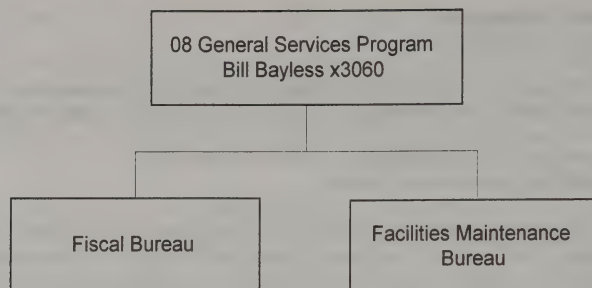 08 General Services Program
Bill Bayless x3060
Fiscal Bureau
Facilities Maintenance
Bureau